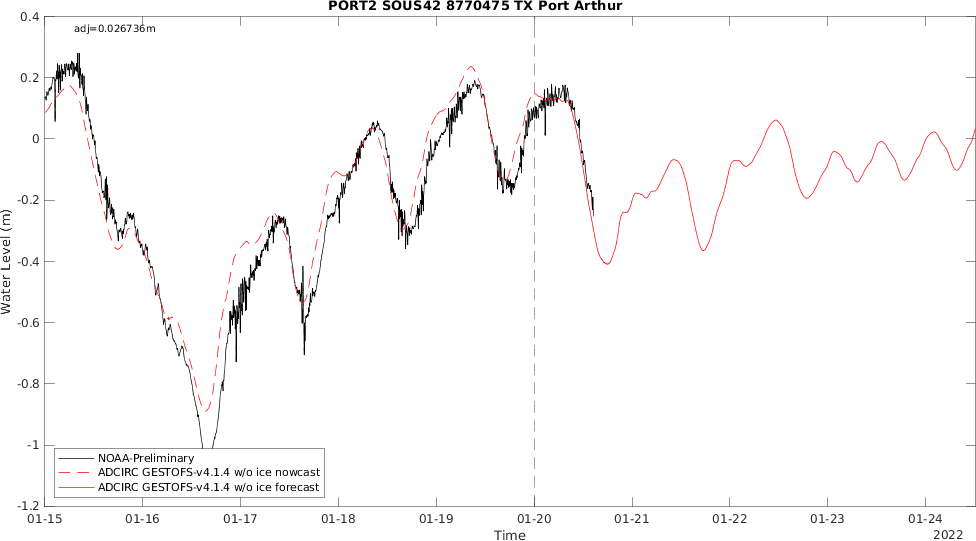 PORT2 SOUS42 8770475 TX Port Arthur
adj=0.026736m
0.4
0.2
0
-0.2
-0.4
-0.6
-0.8
-1
-1.2
Water Level (m)
NOAA-Preliminary
ADCIRC GESTOFS-v4.1.4 w/o ice nowcast
ADCIRC GESTOFS-v4.1.4 w/o ice forecast
01-15 01-16 01-17 01-18 01-19 01-20 01-21 01-22 01-23 01-24
Time
2022